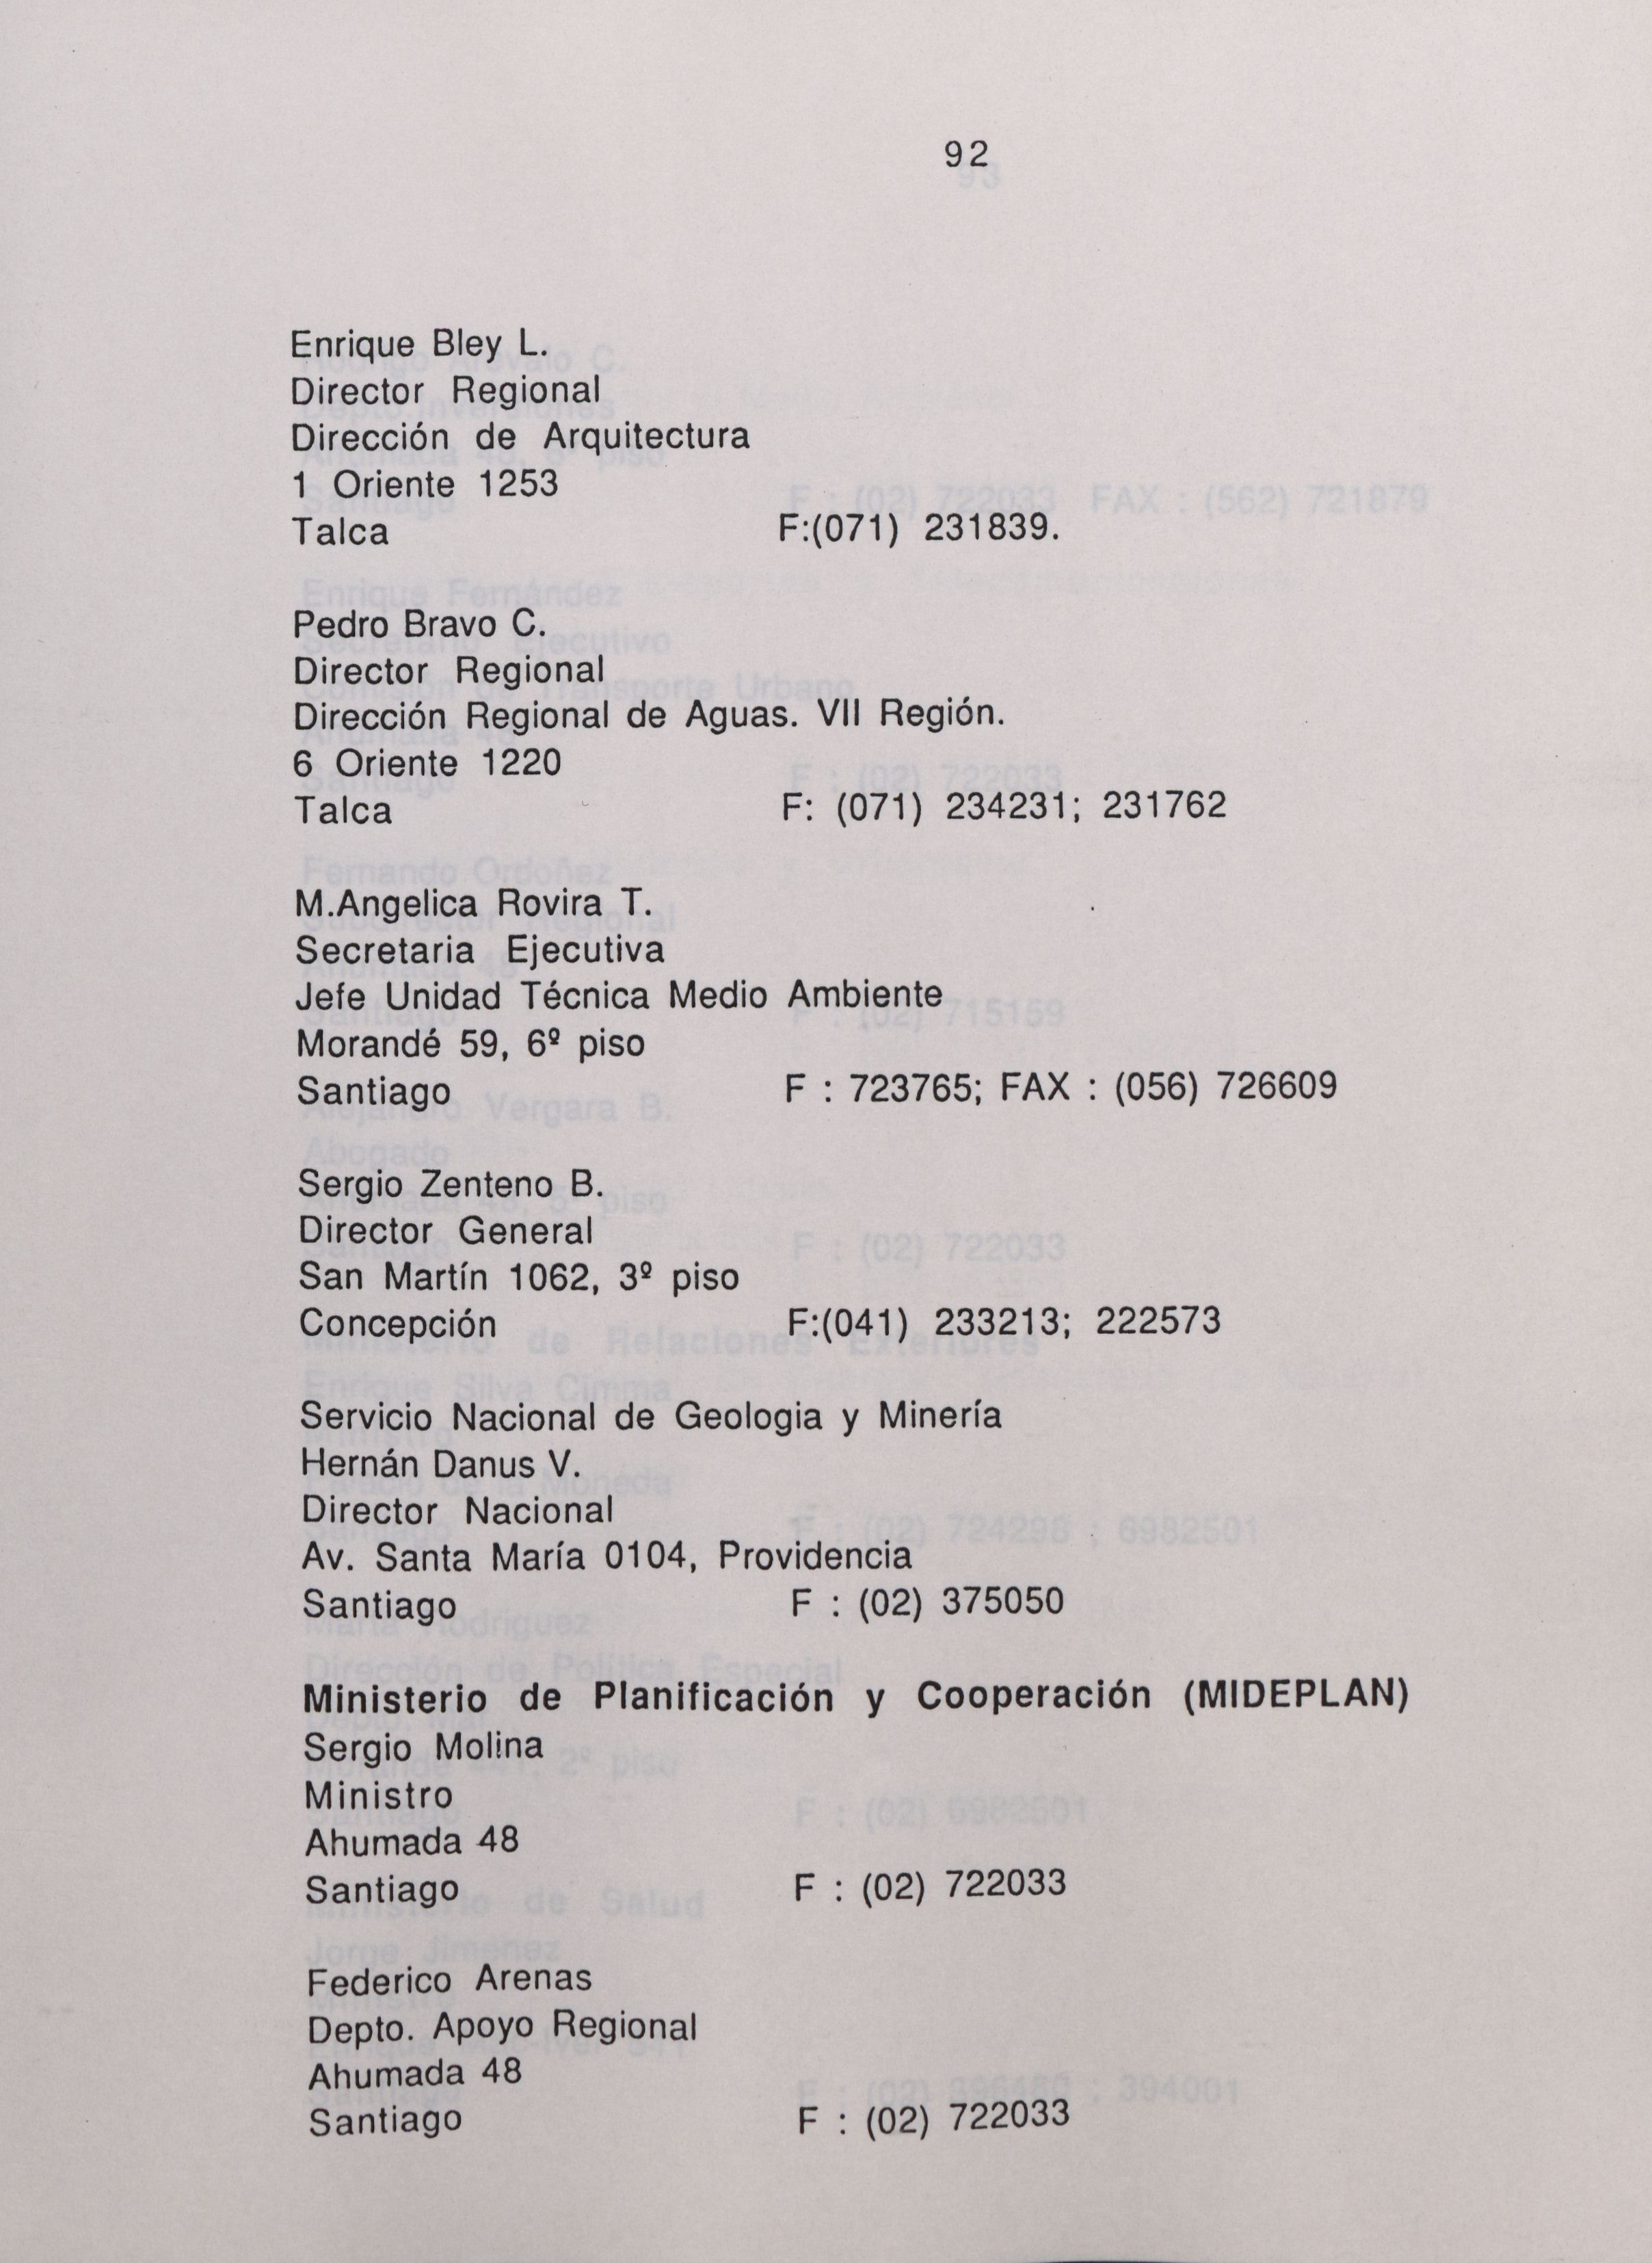 92
Enrique Bley L.
Director Regional
Dirección de Arquitectura
1 Oriente 1253
Talca F:(071) 231839.
Pedro Bravo C.
Director Regional
Dirección Regional de Aguas. VII Región.
6 Oriente 1220
Talca F: (071) 234231; 231762
M.Angelica Rovira T.
Secretaria Ejecutiva
Jefe Unidad Técnica Medio Ambiente
Morandé 59, 6º piso
Santiago F : 723765; FAX : (056) 726609
Sergio Zenteno B.
Director General
San Martín 1062, 3º piso
Concepción F:(041) 233213; 222573
Servicio Nacional de Geologia y Minería
Hernán Danus V.
Director Nacional
Av. Santa María 0104, Providencia
Santiago F : (02) 375050
Ministerio de Planificación y Cooperación (MIDEPLAN)
Sergio Molina
Ministro
Ahumada 48
Santiago F : (02) 722033
Federico Arenas
Depto. Apoyo Regional
Ahumada 48
Santiago F : (02) 722033